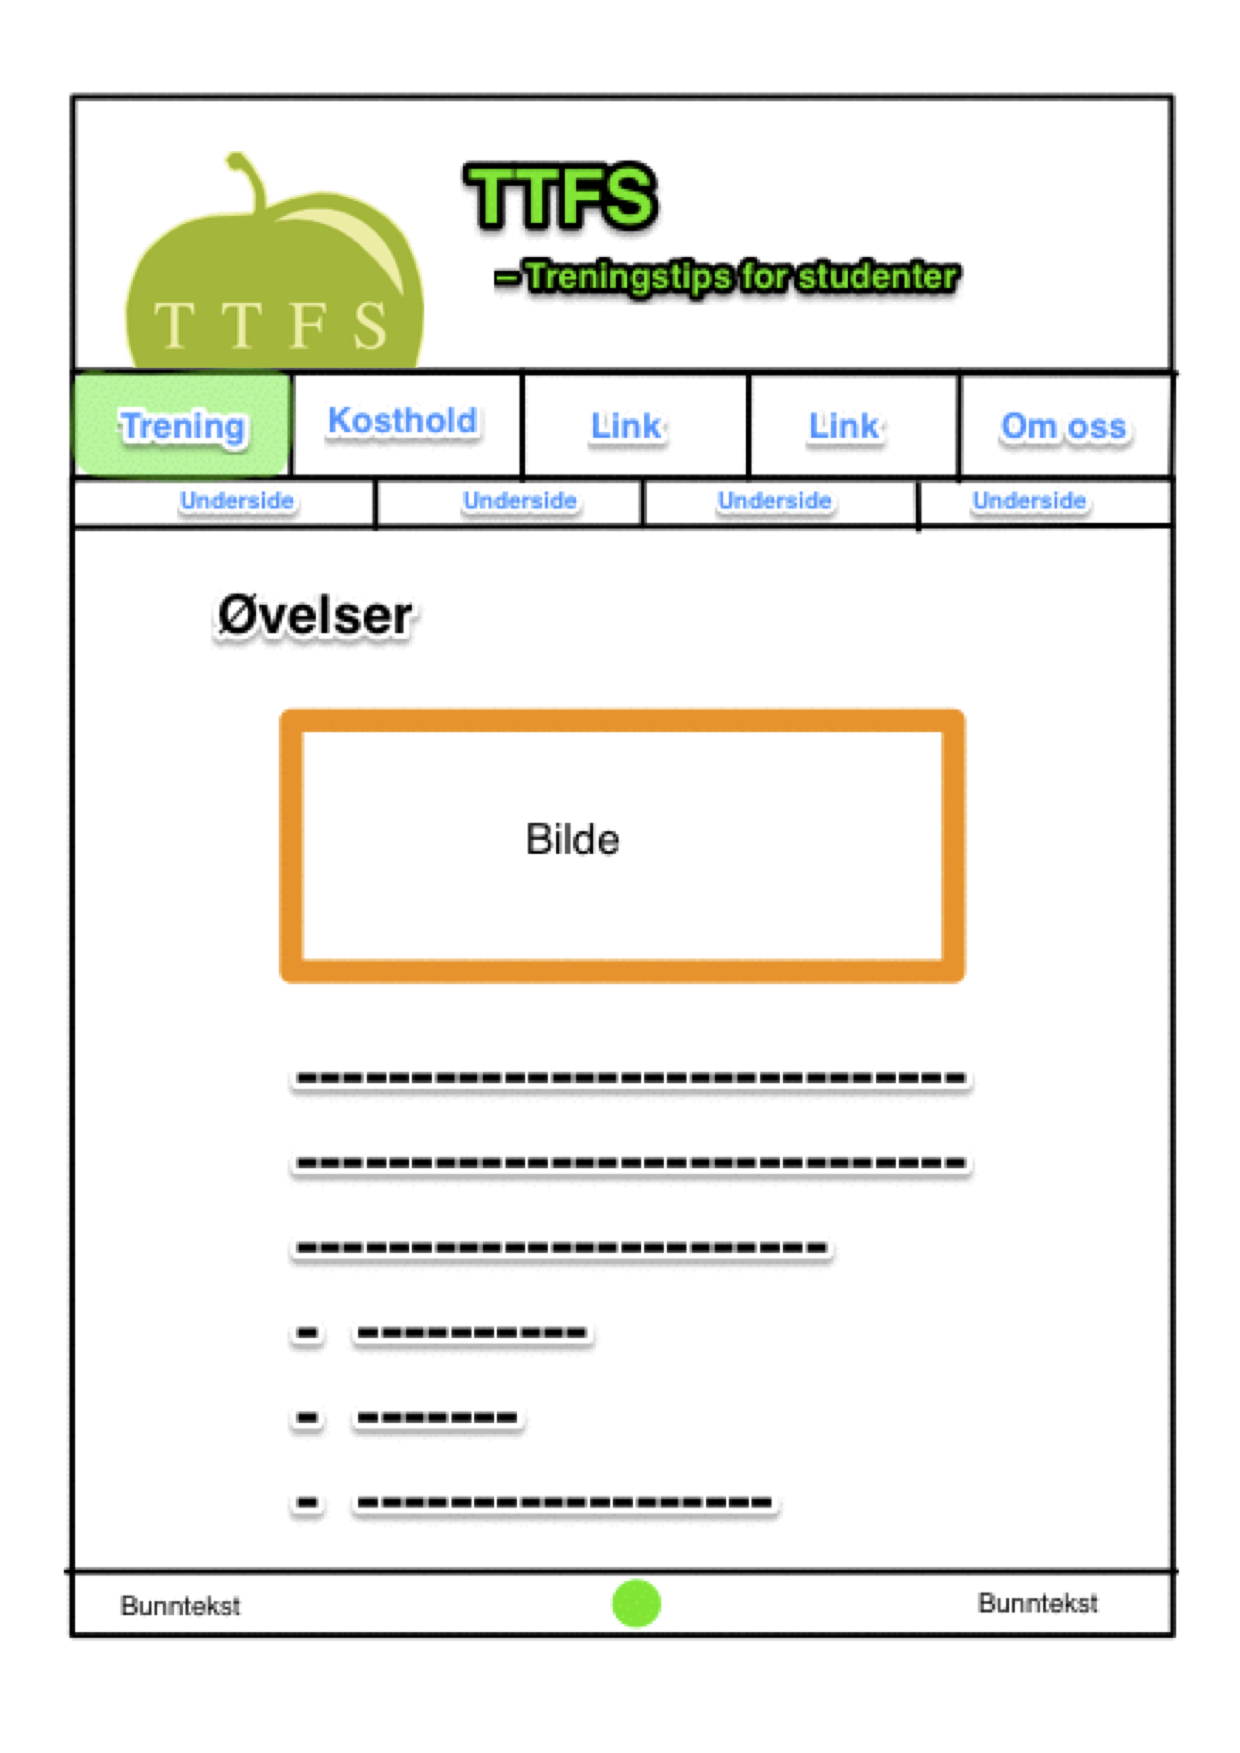 TTFS
– Treningstips for studenter
T T F S
Trening Kosthold Link Link Om oss
Underside Underside Underside Underside
Øvelser
Bilde
-----------------------------
-----------------------------
-----------------------
- ----------
- -------
- ------------------
Bunntekst Bunntekst